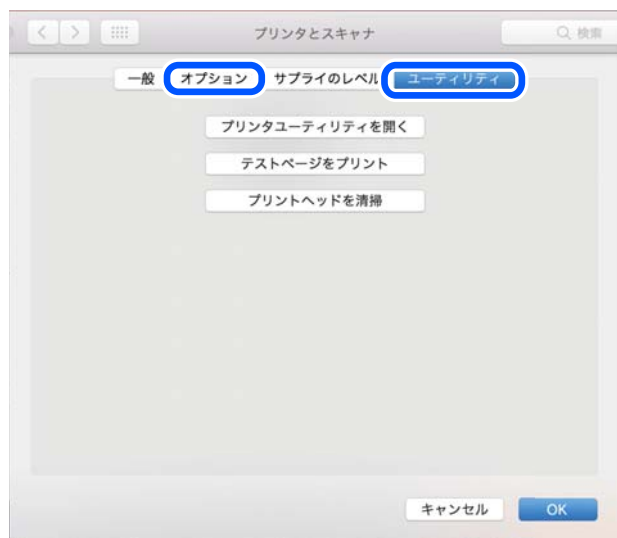 プリンタとスキャナ
検索
一般 オプション サプライのレベル ユーティリティ
プリンタユーティリティを開く
テストページをプリント
プリントヘッドを清掃
キャンセル OK